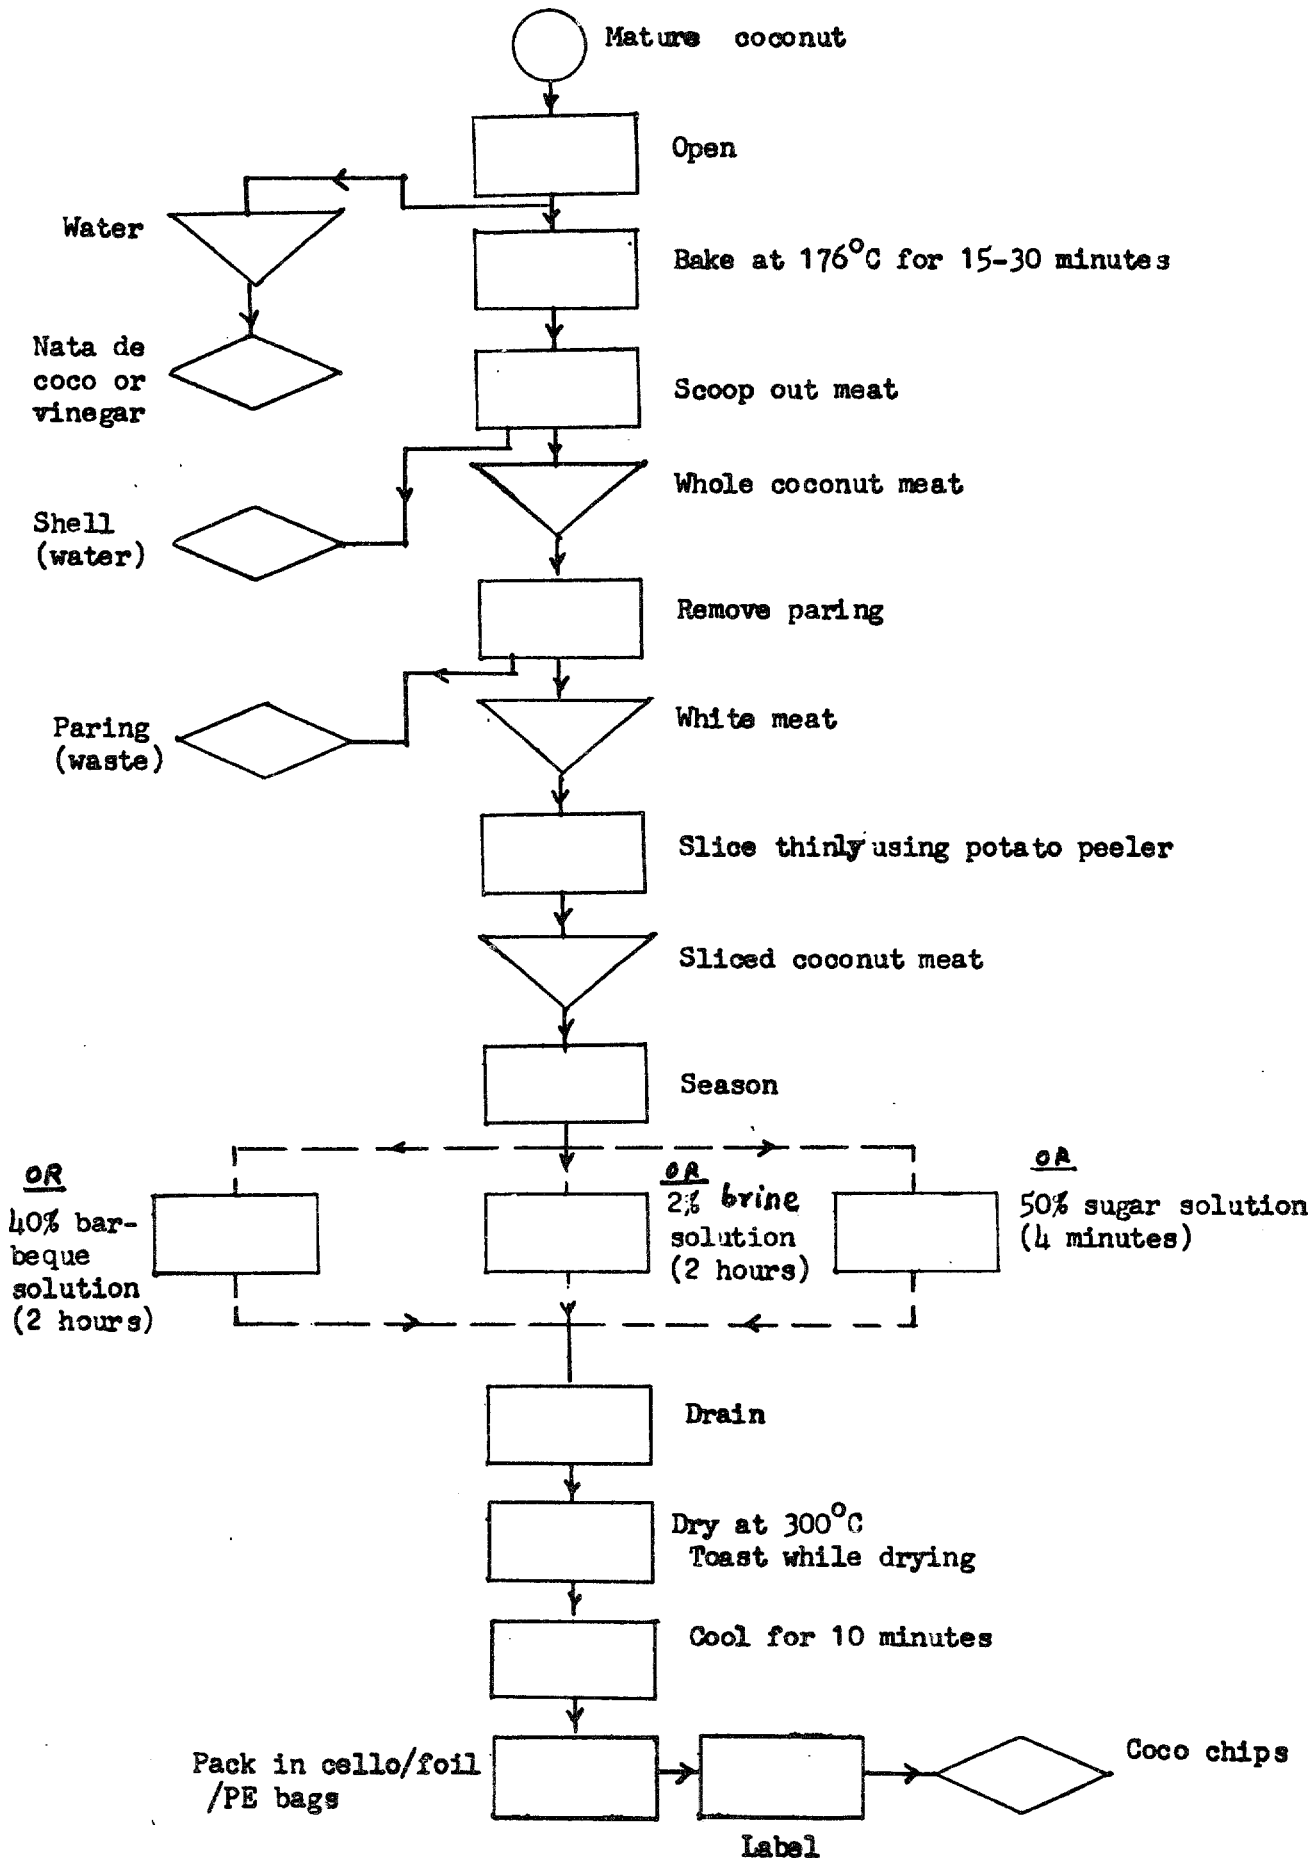 Mature coconut
Open
Water
Bake at 176°C for 15-30 minutes
Nata de
coco or
vinegar
Scoop out meat
Whole coconut meat
Shell
(water)
Remove paring
White meat
Paring
(waste)
Slice thinly using potato peeler
Sliced coconut meat
Season
OR
40% bar-
beque
solution
(2 hours)
OR
2% brine
solution
(2 hours)
OR
50% sugar solution
(4 minutes)
Drain
Dry at 300°C
Toast while drying
Cool for 10 minutes
Pack in cello/foil
/PE bags
Label
Coco chips